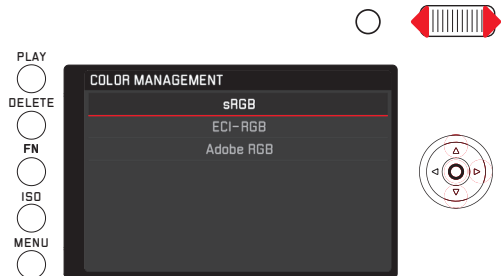 PLAY
DELETE
FN
ISO
MENU
COLOR MANAGEMENT
sRGB
ECI-RGB
Adobe RGB